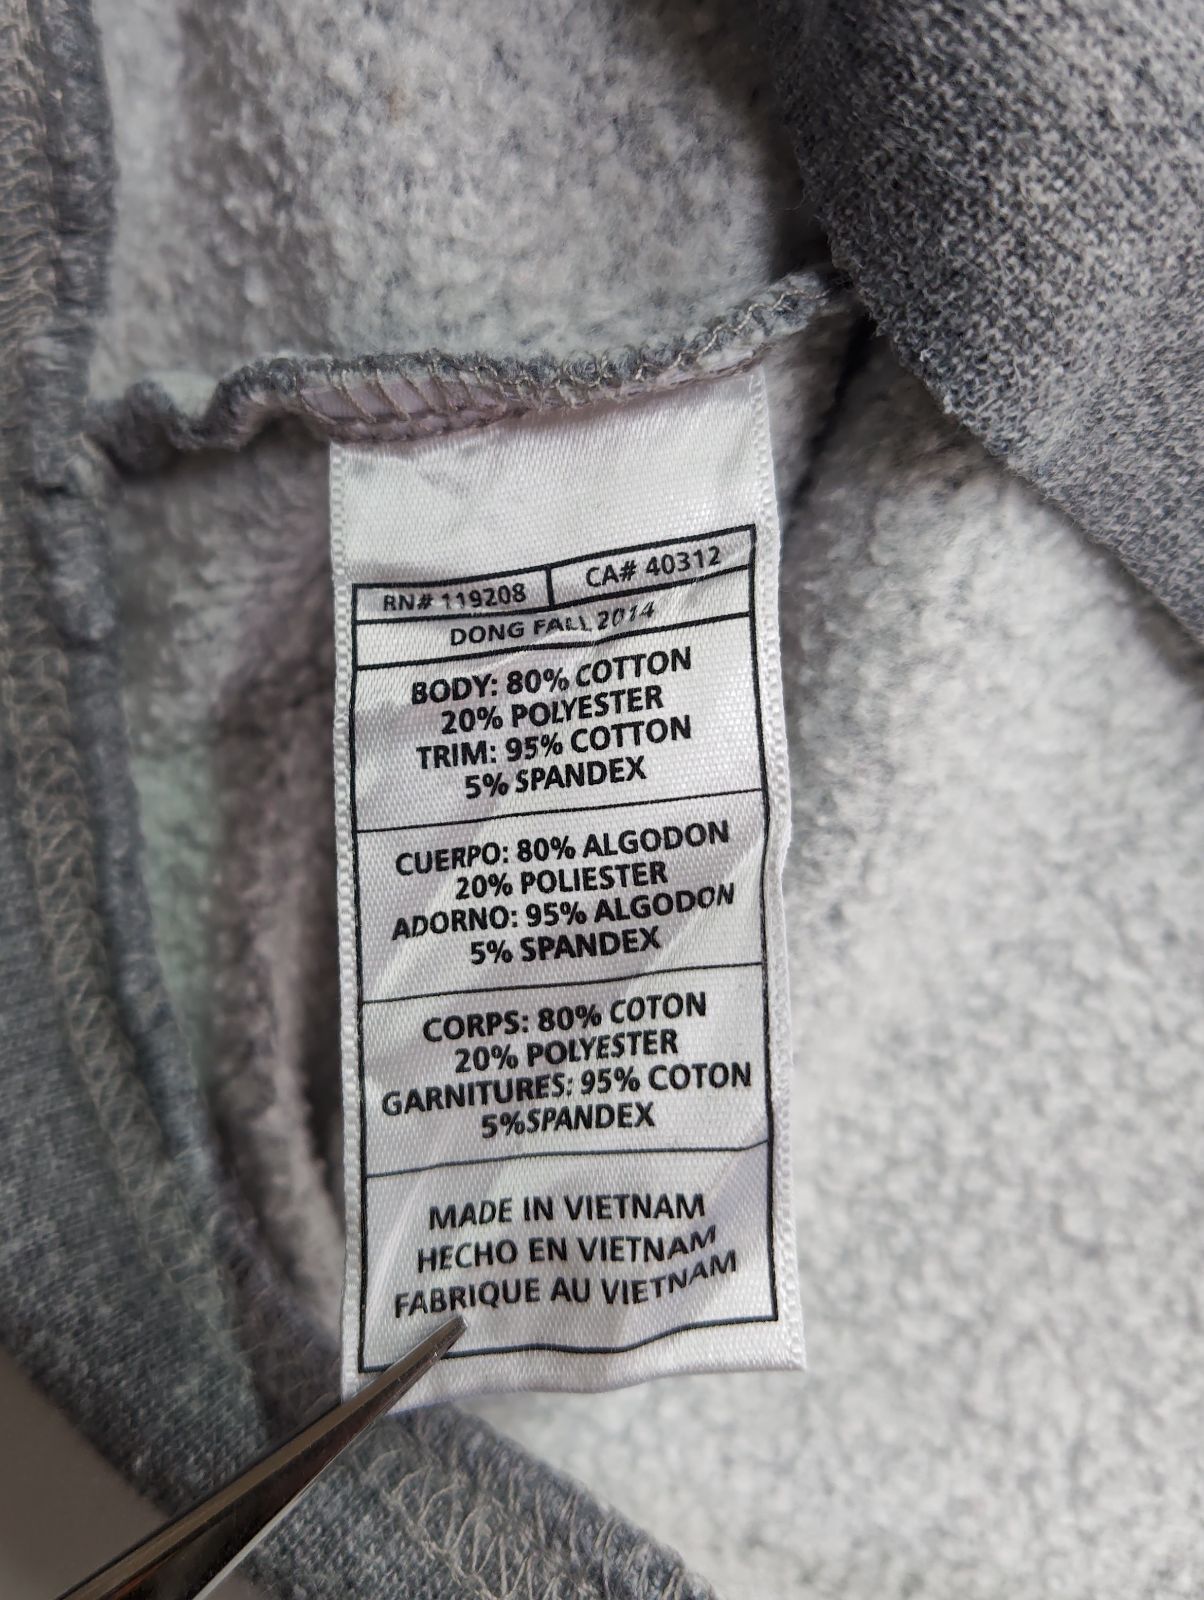 RN# 119208 CA# 40312
DONG FALL 2014
BODY: 80% COTTON
20% POLYESTER
TRIM: 95% COTTON
5% SPANDEX
CUERPO: 80% ALGODON
20% POLIESTER
ADORNO: 95% ALGODON
5% SPANDEX
CORPS: 80% COTON
20% POLYESTER
GARNITURES: 95% COTON
5%SPANDEX
MADE IN VIETNAM
HECHO EN VIETNAM
FABRIQUE AU VIETNAM